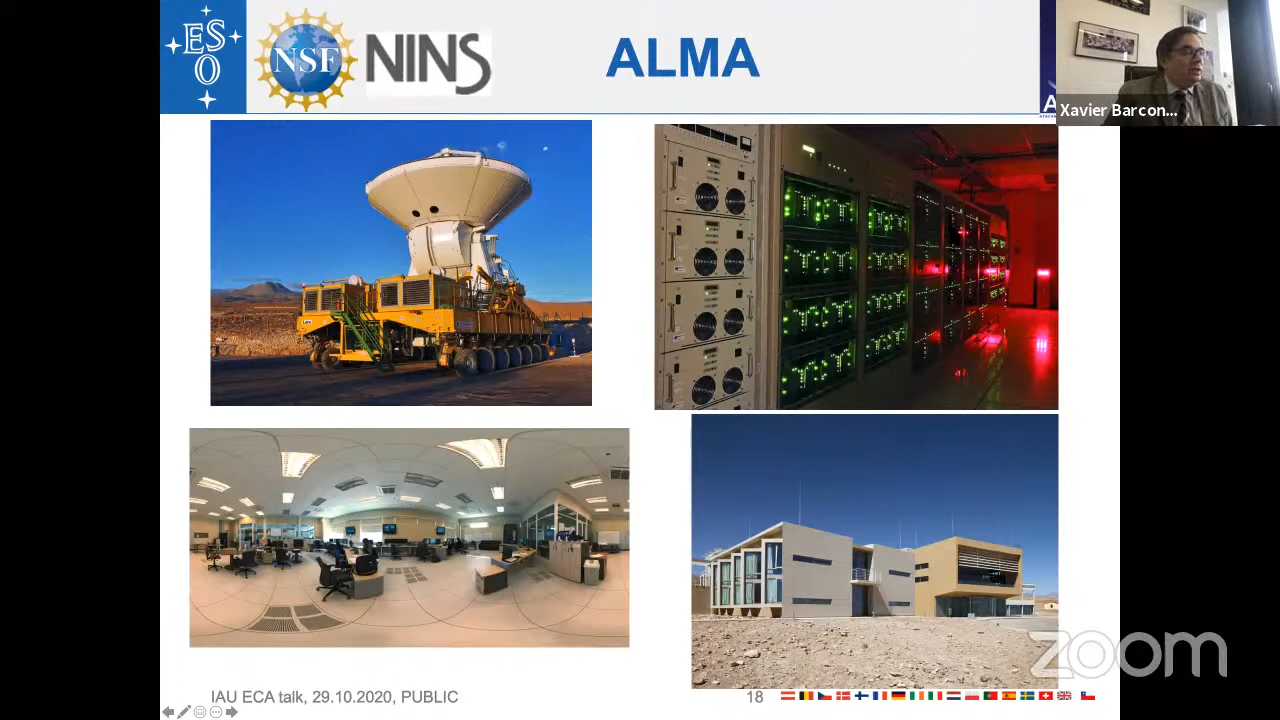 ESO
NSF
NINS
ALMA
A
Xavier Barcon...
zoom
IAU ECA talk, 29.10.2020, PUBLIC
18